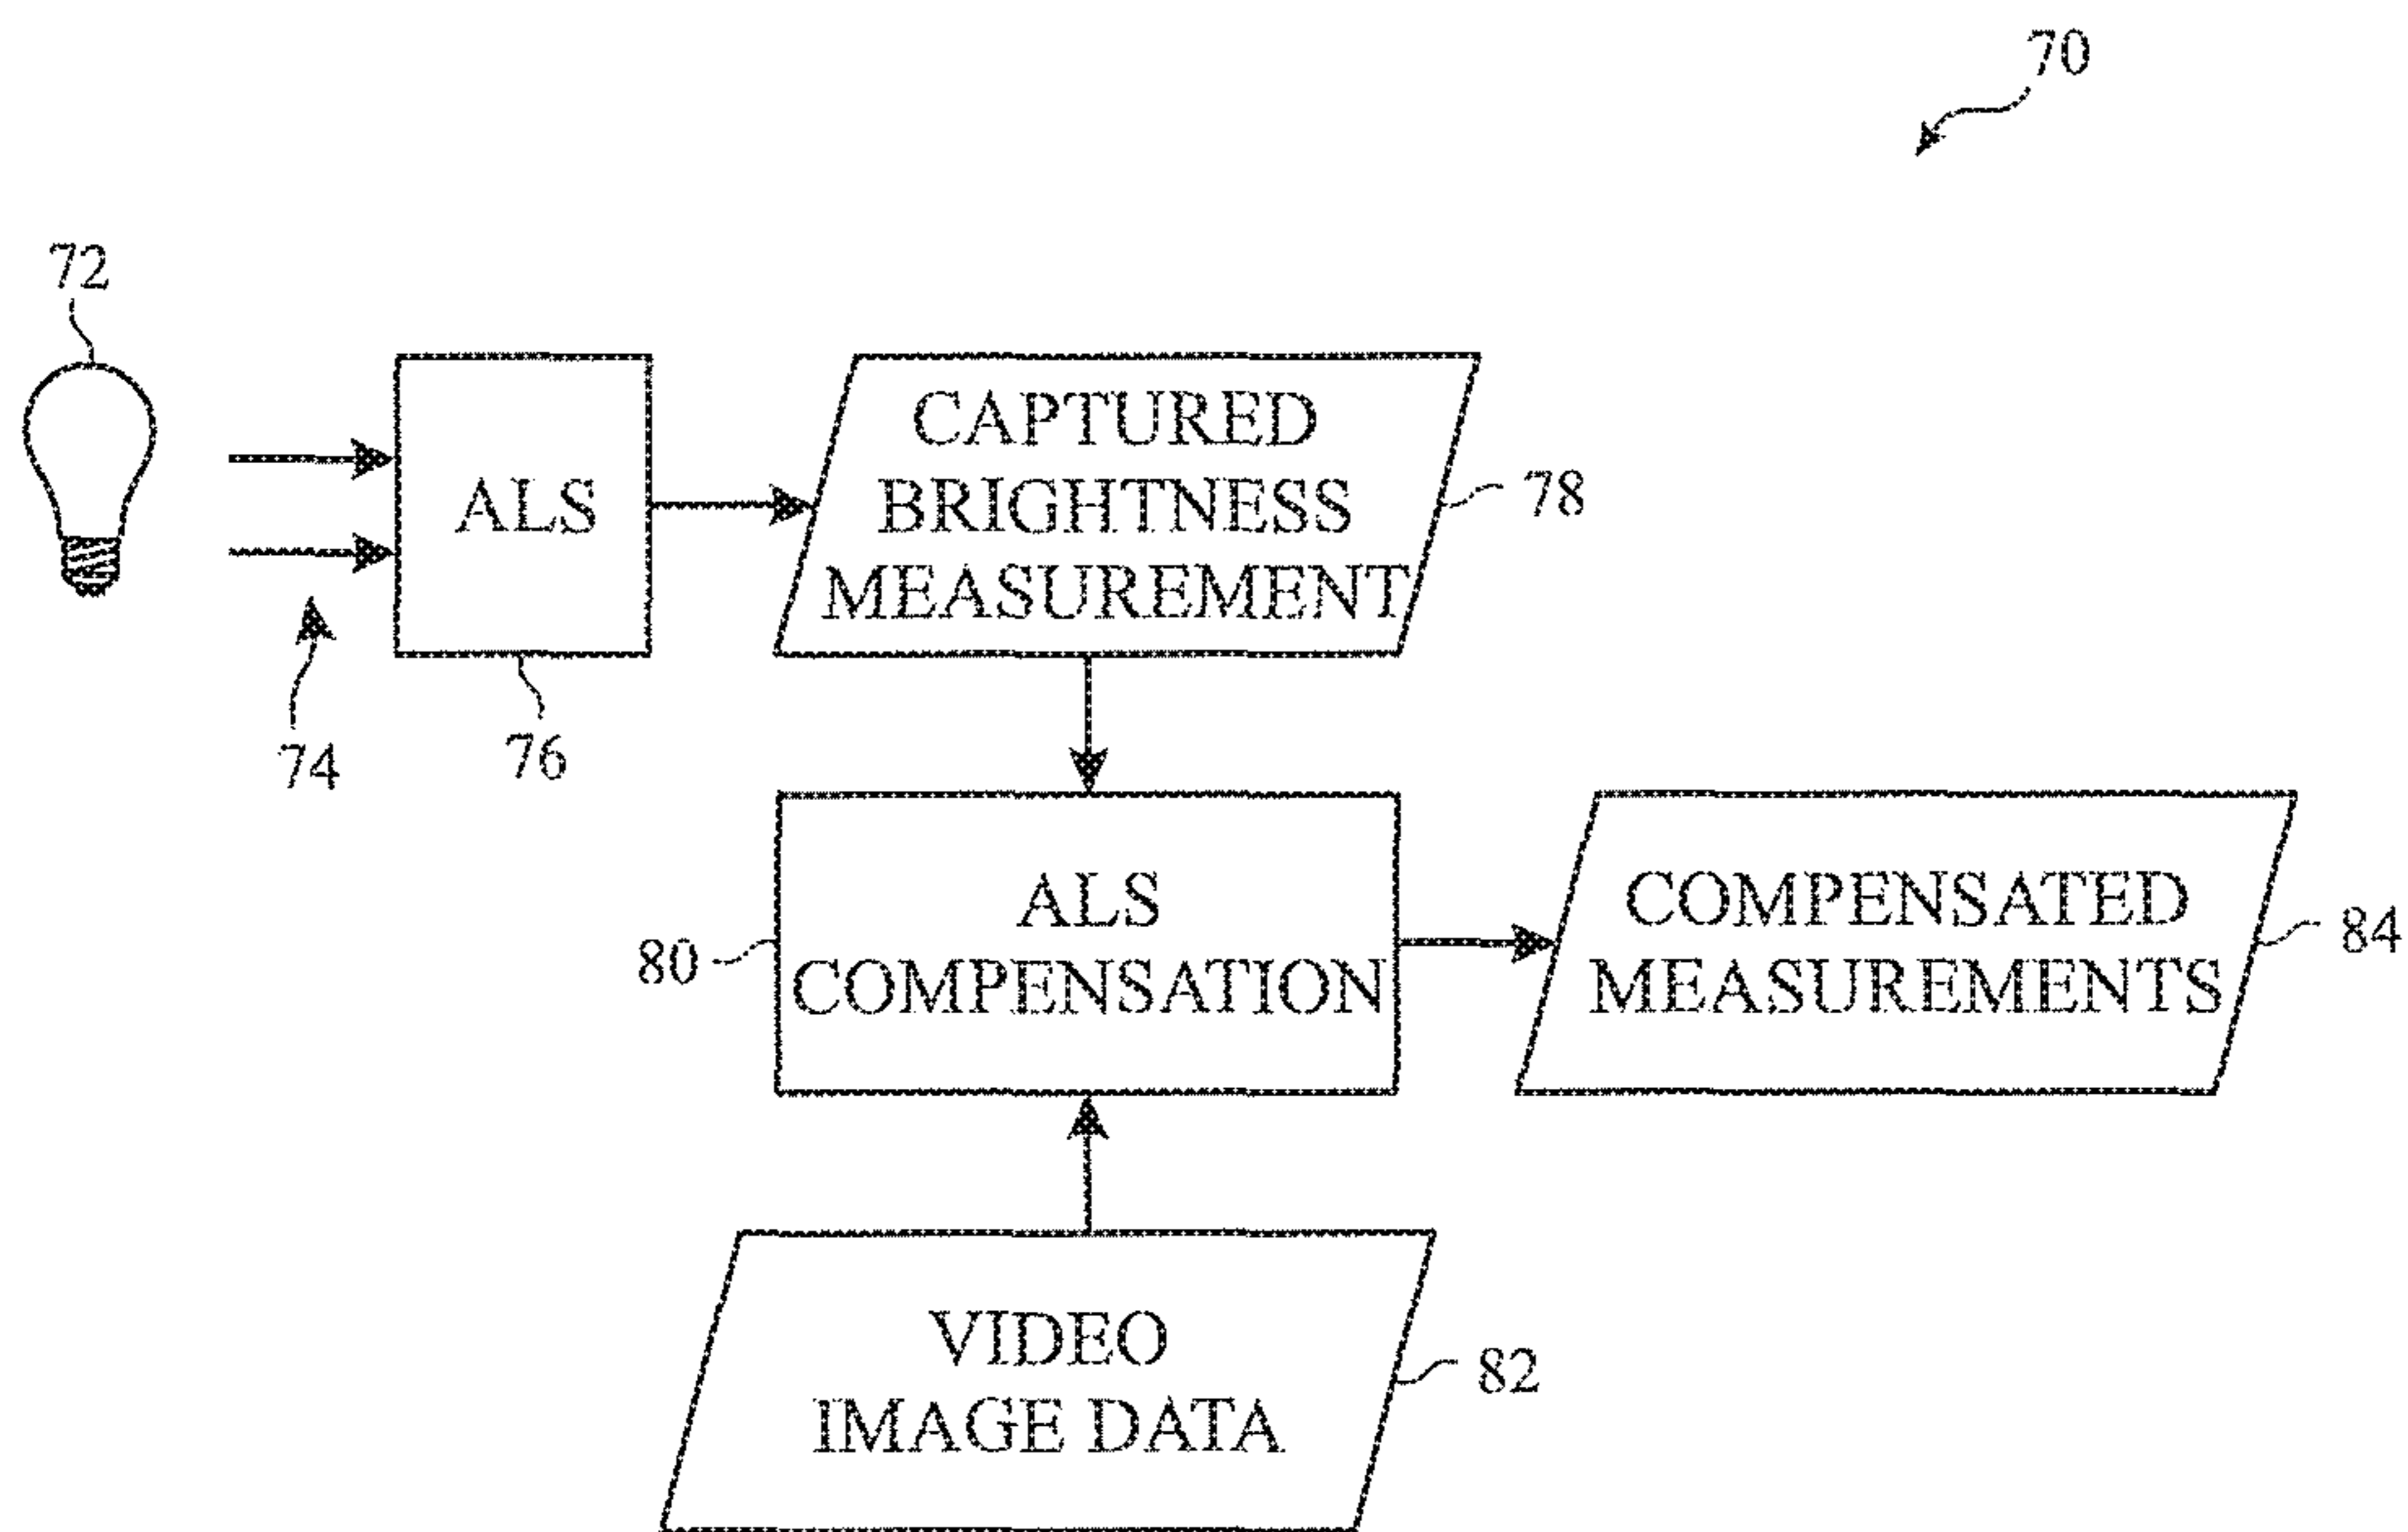 70
72
ALS
CAPTURED
BRIGHTNESS
MEASUREMENT
78
74
76
80
ALS
COMPENSATION
COMPENSATED
MEASUREMENTS
84
VIDEO
IMAGE DATA
82